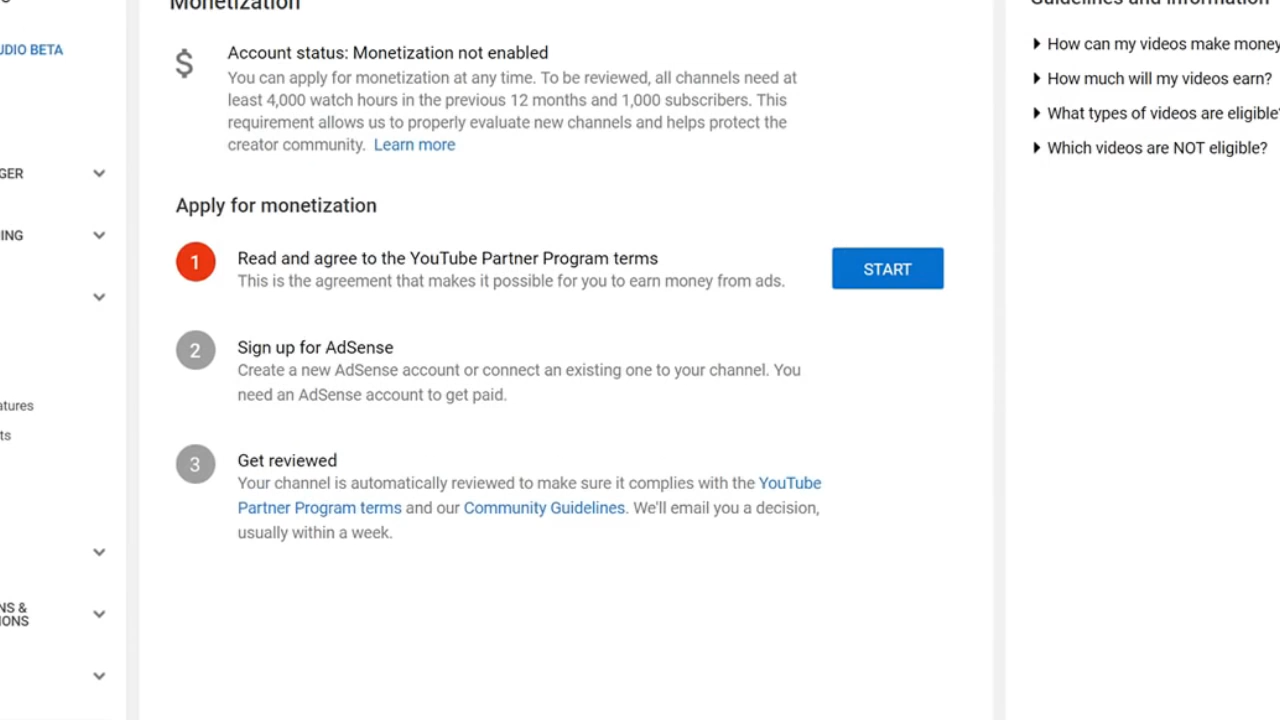 Monetization
Guidelines and information
UDIO BETA
GER
ING
atures
ts
NS &
IONS
Account status: Monetization not enabled
You can apply for monetization at any time. To be reviewed, all channels need at
least 4,000 watch hours in the previous 12 months and 1,000 subscribers. This
requirement allows us to properly evaluate new channels and helps protect the
creator community. Learn more
Apply for monetization
1
Read and agree to the YouTube Partner Program terms
This is the agreement that makes it possible for you to earn money from ads.
START
2
Sign up for AdSense
Create a new AdSense account or connect an existing one to your channel. You
need an AdSense account to get paid.
3
Get reviewed
Your channel is automatically reviewed to make sure it complies with the YouTube
Partner Program terms and our Community Guidelines. We'll email you a decision,
usually within a week.
How can my videos make money
How much will my videos earn?
What types of videos are eligible?
Which videos are NOT eligible?